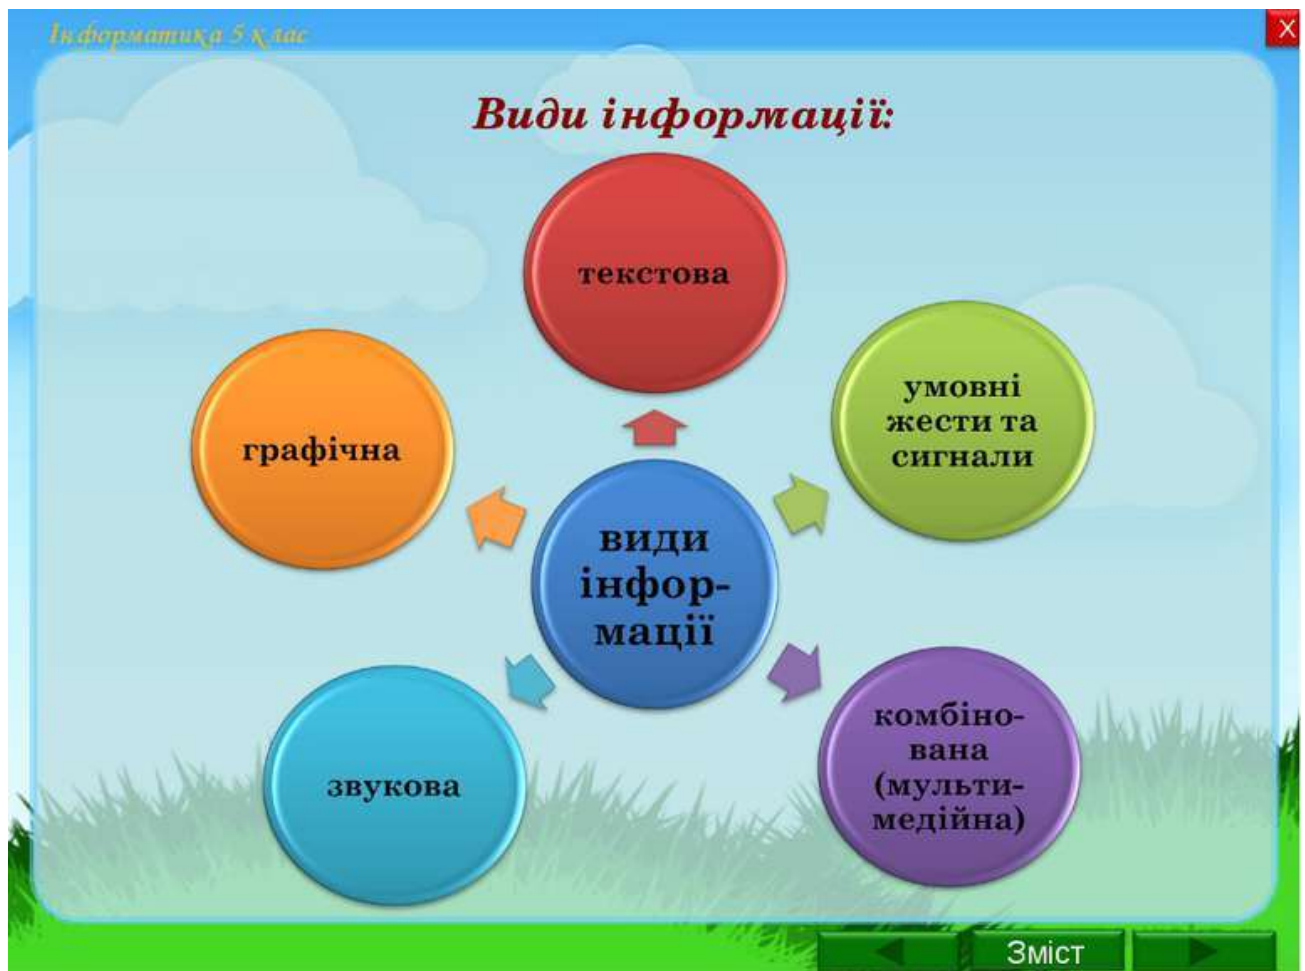 Інформатика 5 клас
X
Види інформації:
текстова
умовні
жести та
сигнали
графічна
види
інфор-
мації
комбіно-
вана
(мульти-
медійна)
звукова
Зміст